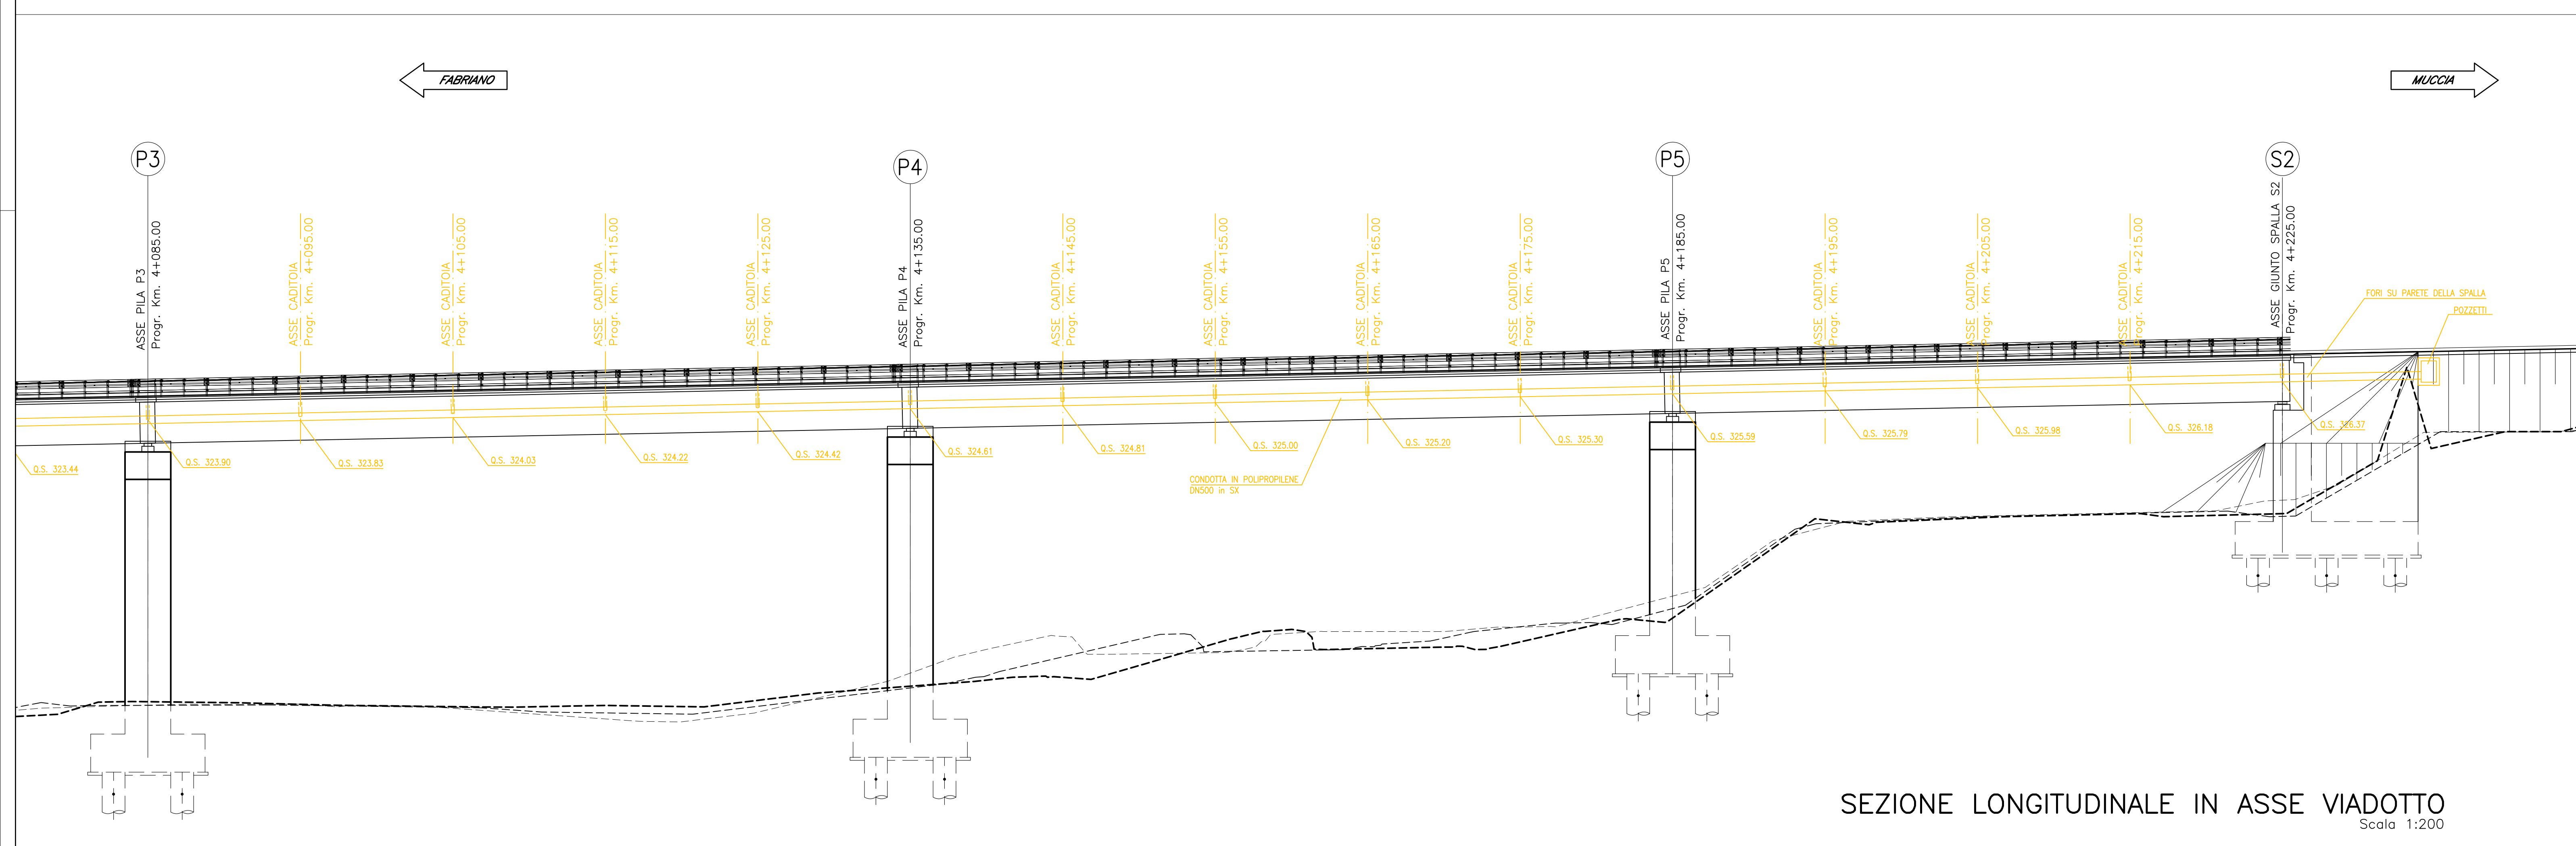 FABRIANO
MUCCIA
P3
P4
P5
S2
ASSE PILA P3
Progr. Km. 4+085.00
ASSE CADITOIA
Progr. Km. 4+095.00
ASSE CADITOIA
Progr. Km. 4+105.00
ASSE CADITOIA
Progr. Km. 4+115.00
ASSE CADITOIA
Progr. Km. 4+125.00
ASSE PILA P4
Progr. Km. 4+135.00
ASSE CADITOIA
Progr. Km. 4+145.00
ASSE CADITOIA
Progr. Km. 4+155.00
ASSE CADITOIA
Progr. Km. 4+165.00
ASSE CADITOIA
Progr. Km. 4+175.00
ASSE PILA P5
Progr. Km. 4+185.00
ASSE CADITOIA
Progr. Km. 4+195.00
ASSE CADITOIA
Progr. Km. 4+205.00
ASSE CADITOIA
Progr. Km. 4+215.00
ASSE GIUNTO SPALLA S2
Progr. Km. 4+225.00
FORI SU PARETE DELLA SPALLA
POZZETTI
Q.S. 323.44
Q.S. 323.90
Q.S. 323.83
Q.S. 324.03
Q.S. 324.22
Q.S. 324.42
Q.S. 324.61
Q.S. 324.81
Q.S. 325.00
Q.S. 325.20
Q.S. 325.30
Q.S. 325.59
Q.S. 325.79
Q.S. 325.98
Q.S. 326.18
Q.S. 326.37
CONDOTTA IN POLIPROPILENE
DN500 in SX
SEZIONE LONGITUDINALE IN ASSE VIADOTTO
Scala 1:200